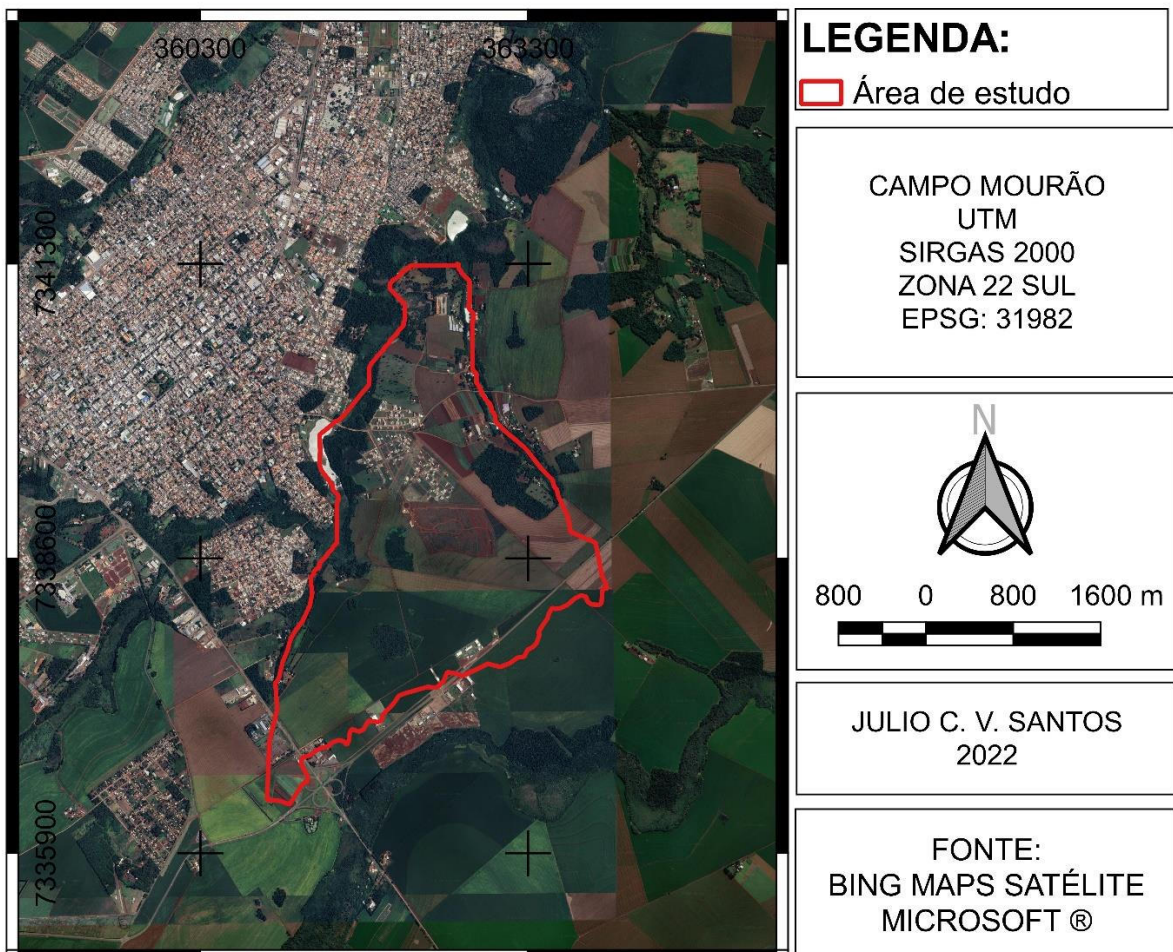 360300
363300
7341300
7338600
7335900
LEGENDA:
Área de estudo
CAMPO MOURÃO
UTM
SIRGAS 2000
ZONA 22 SUL
EPSG: 31982
N
800 0 800 1600 m
JULIO C. V. SANTOS
2022
FONTE:
BING MAPS SATÉLITE
MICROSOFT ®